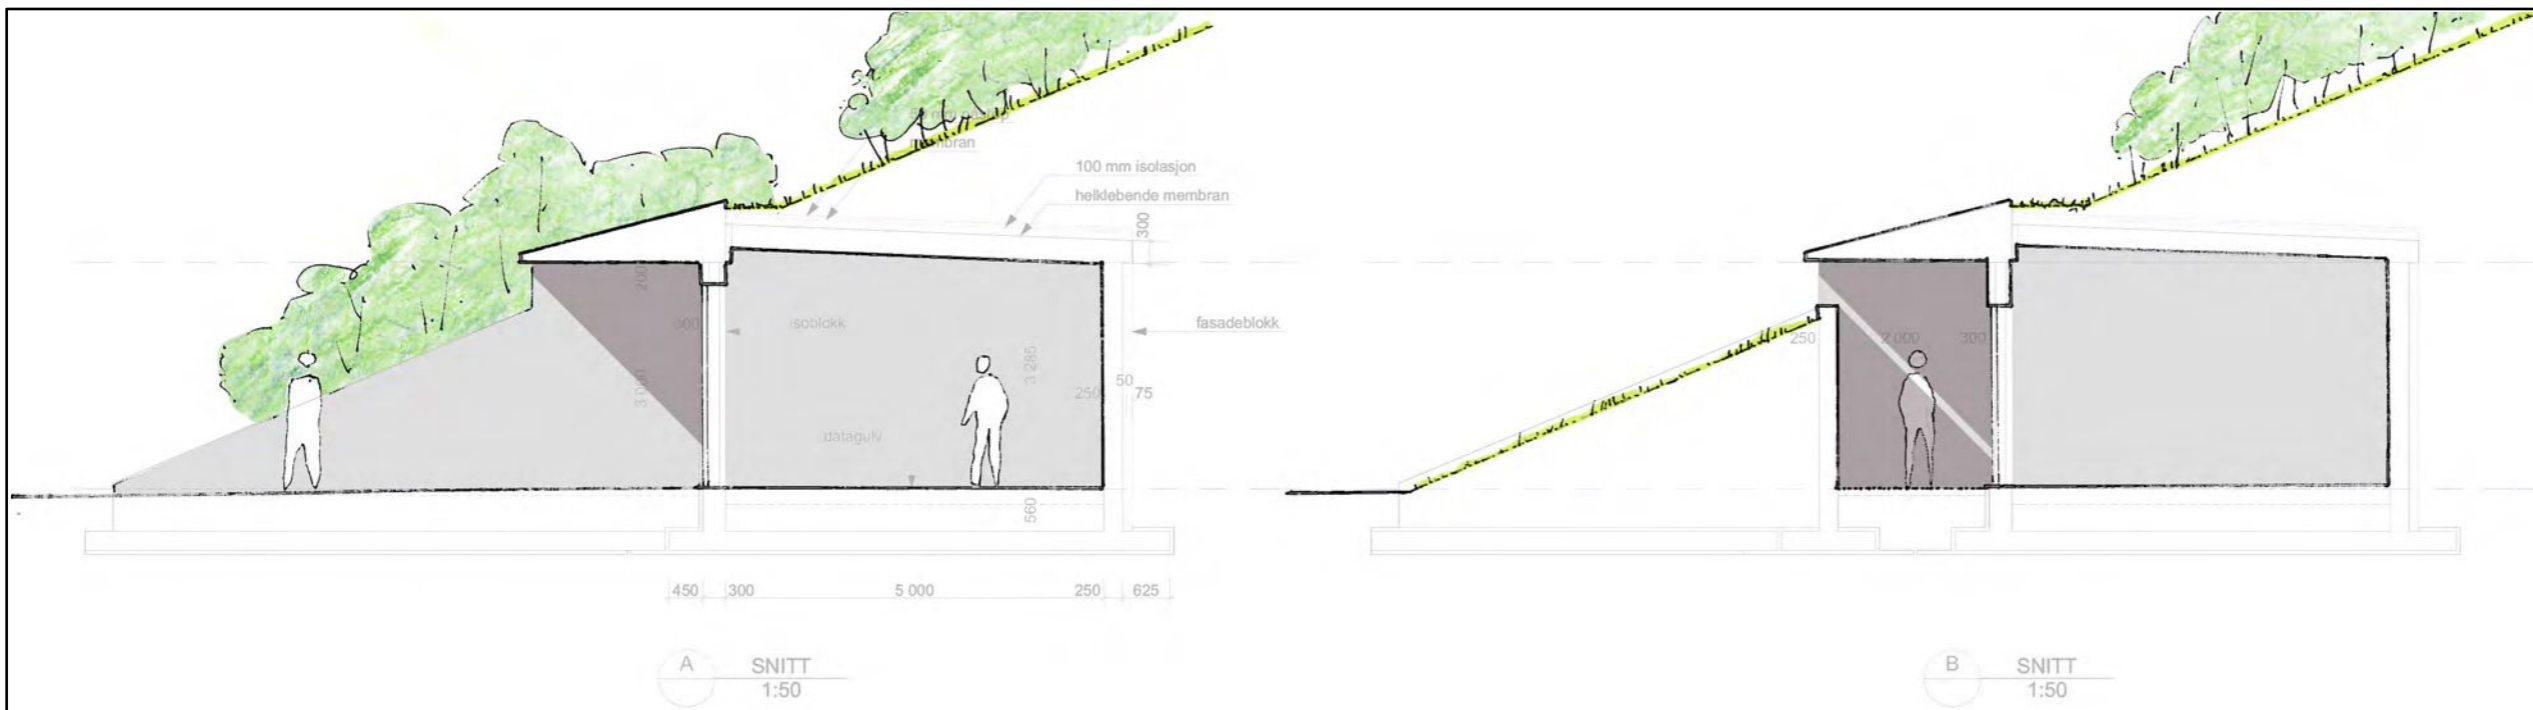 membran
100 mm isolasjon
helklebende membran
300
200
300
isoblokk
fasadeblokk
3 285
3 000
250
50
75
datagulv
560
450
300
5 000
250
625
A
SNITT
1:50
250
2 000
300
B
SNITT
1:50